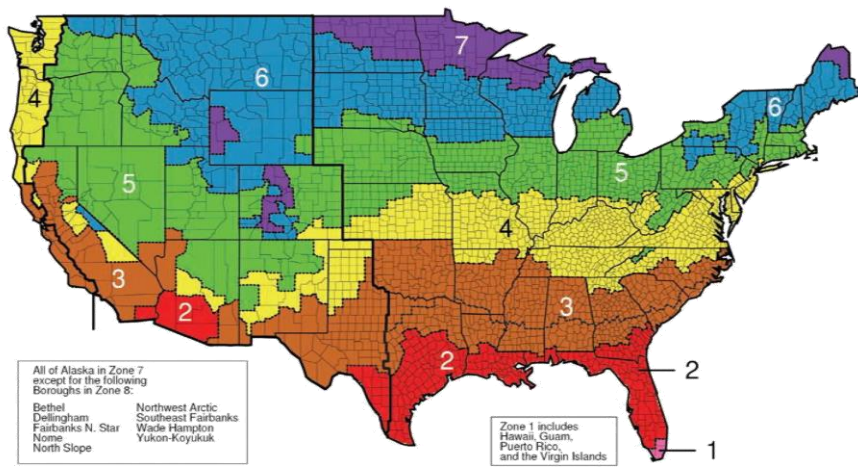 7
6
6
4
5
5
4
3
3
2
2
2
1
All of Alaska in Zone 7
except for the following
Boroughs in Zone 8:
Bethel Northwest Arctic
Dellingham Southeast Fairbanks
Fairbanks N. Star Wade Hampton
Nome Yukon-Koyukuk
North Slope
Zone 1 includes
Hawaii, Guam,
Puerto Rico,
and the Virgin Islands